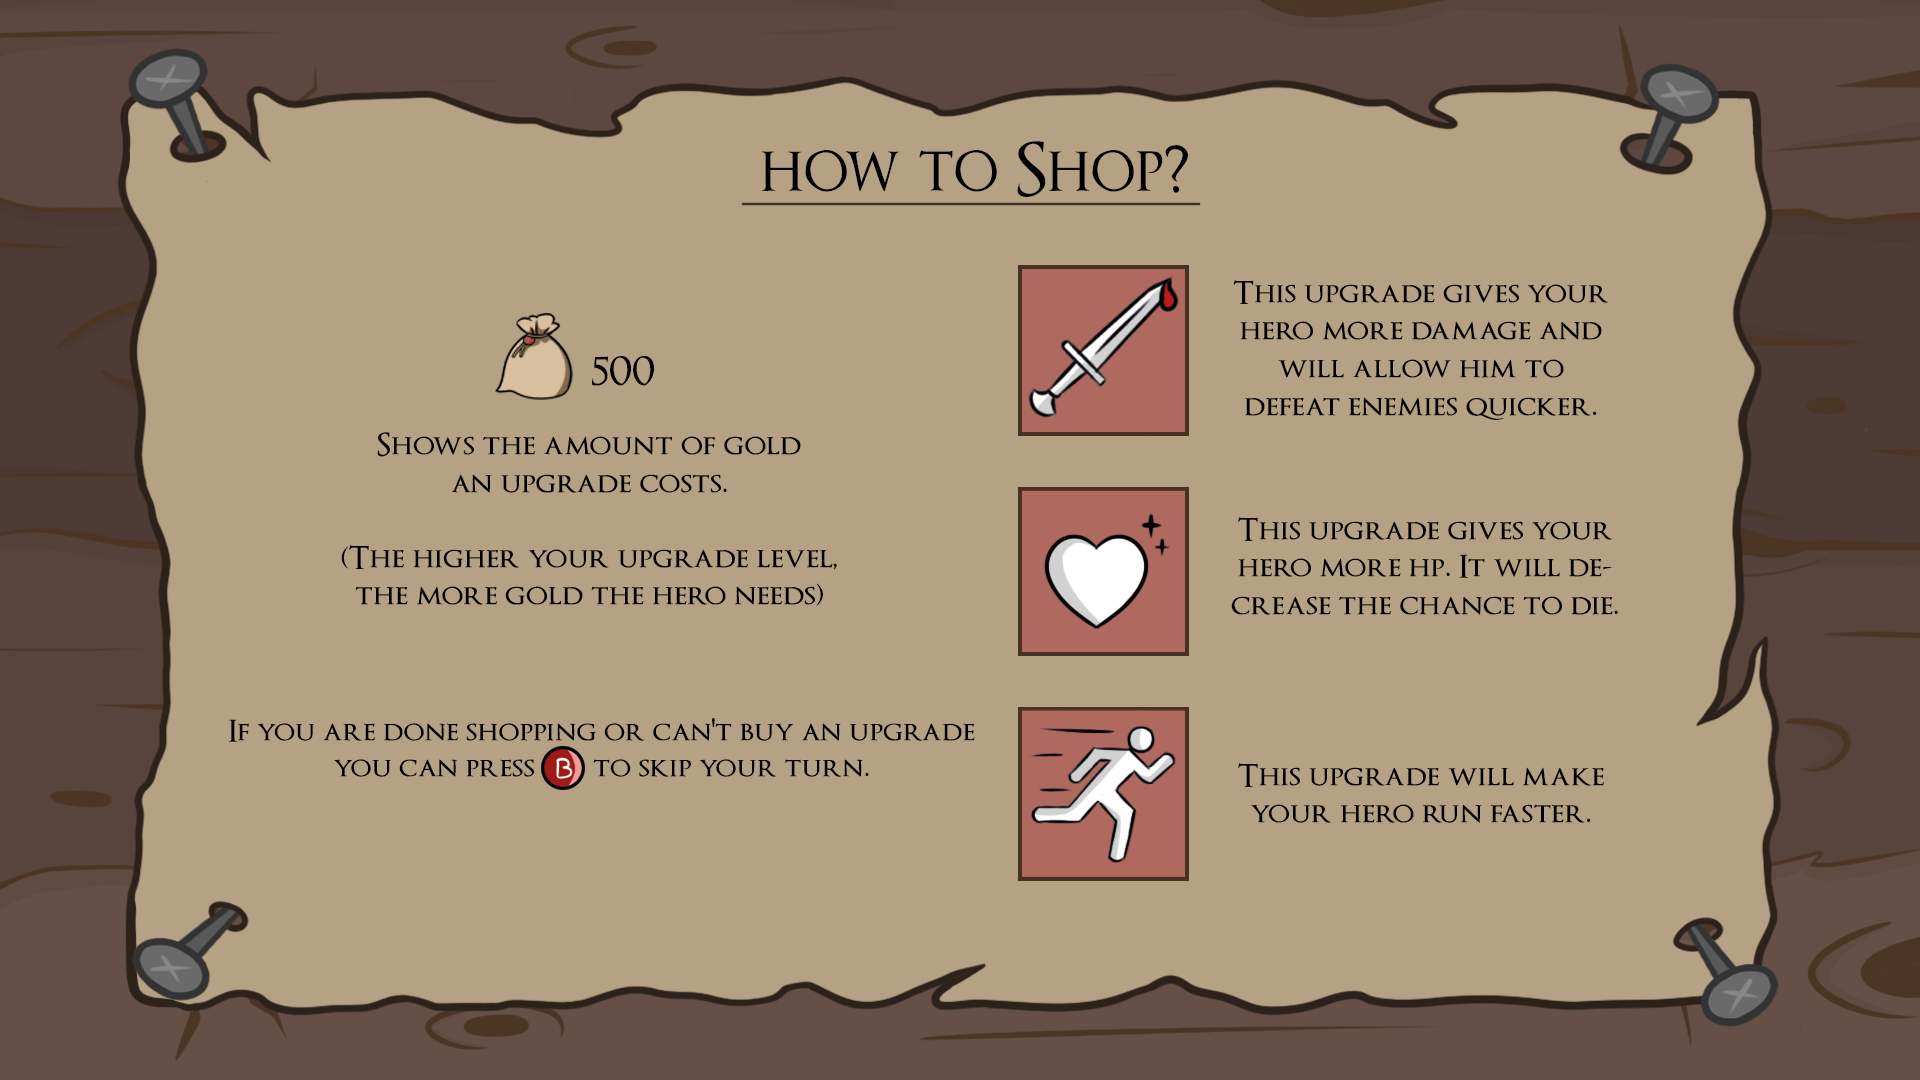 HOW TO SHOP?
500
SHOWS THE AMOUNT OF GOLD
AN UPGRADE COSTS.
(THE HIGHER YOUR UPGRADE LEVEL,
THE MORE GOLD THE HERO NEEDS)
IF YOU ARE DONE SHOPPING OR CAN'T BUY AN UPGRADE
YOU CAN PRESS B TO SKIP YOUR TURN.
THIS UPGRADE GIVES YOUR
HERO MORE DAMAGE AND
WILL ALLOW HIM TO
DEFEAT ENEMIES QUICKER.
THIS UPGRADE GIVES YOUR
HERO MORE HP. IT WILL DE-
CREASE THE CHANCE TO DIE.
THIS UPGRADE WILL MAKE
YOUR HERO RUN FASTER.